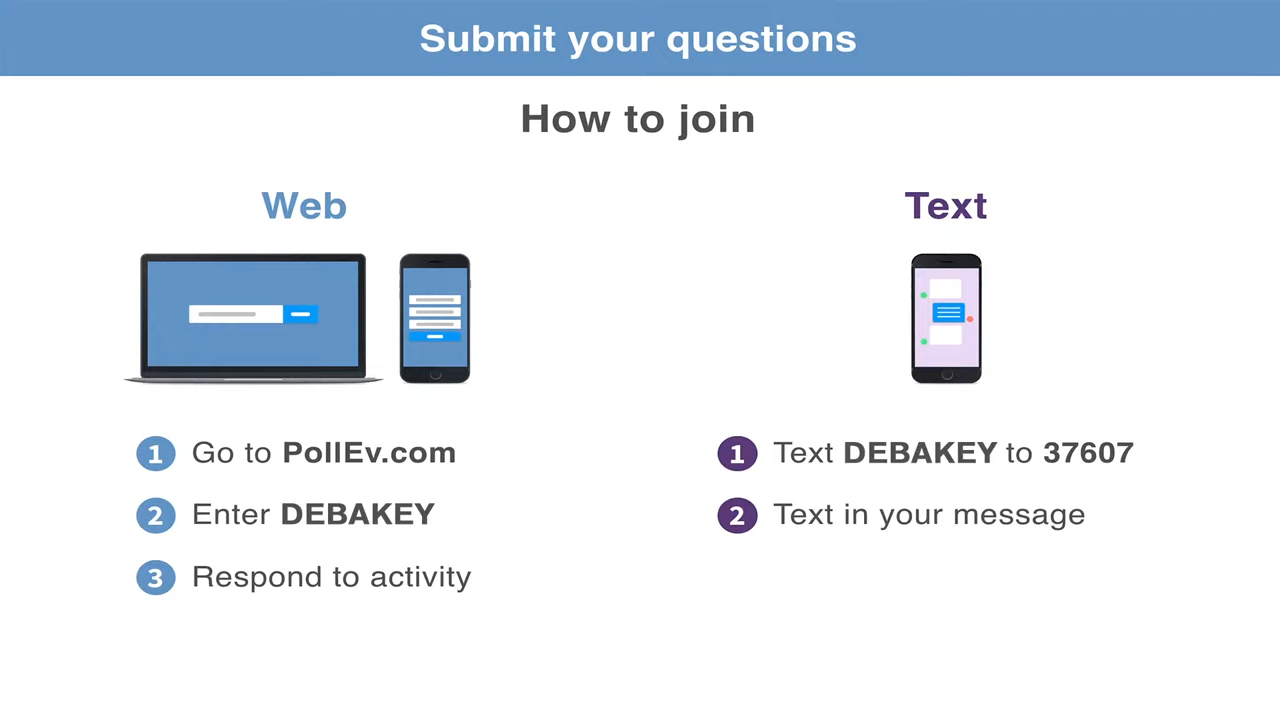 Submit your questions
How to join
Web
1 Go to PollEv.com
2 Enter DEBAKEY
3 Respond to activity
Text
1 Text DEBAKEY to 37607
2 Text in your message